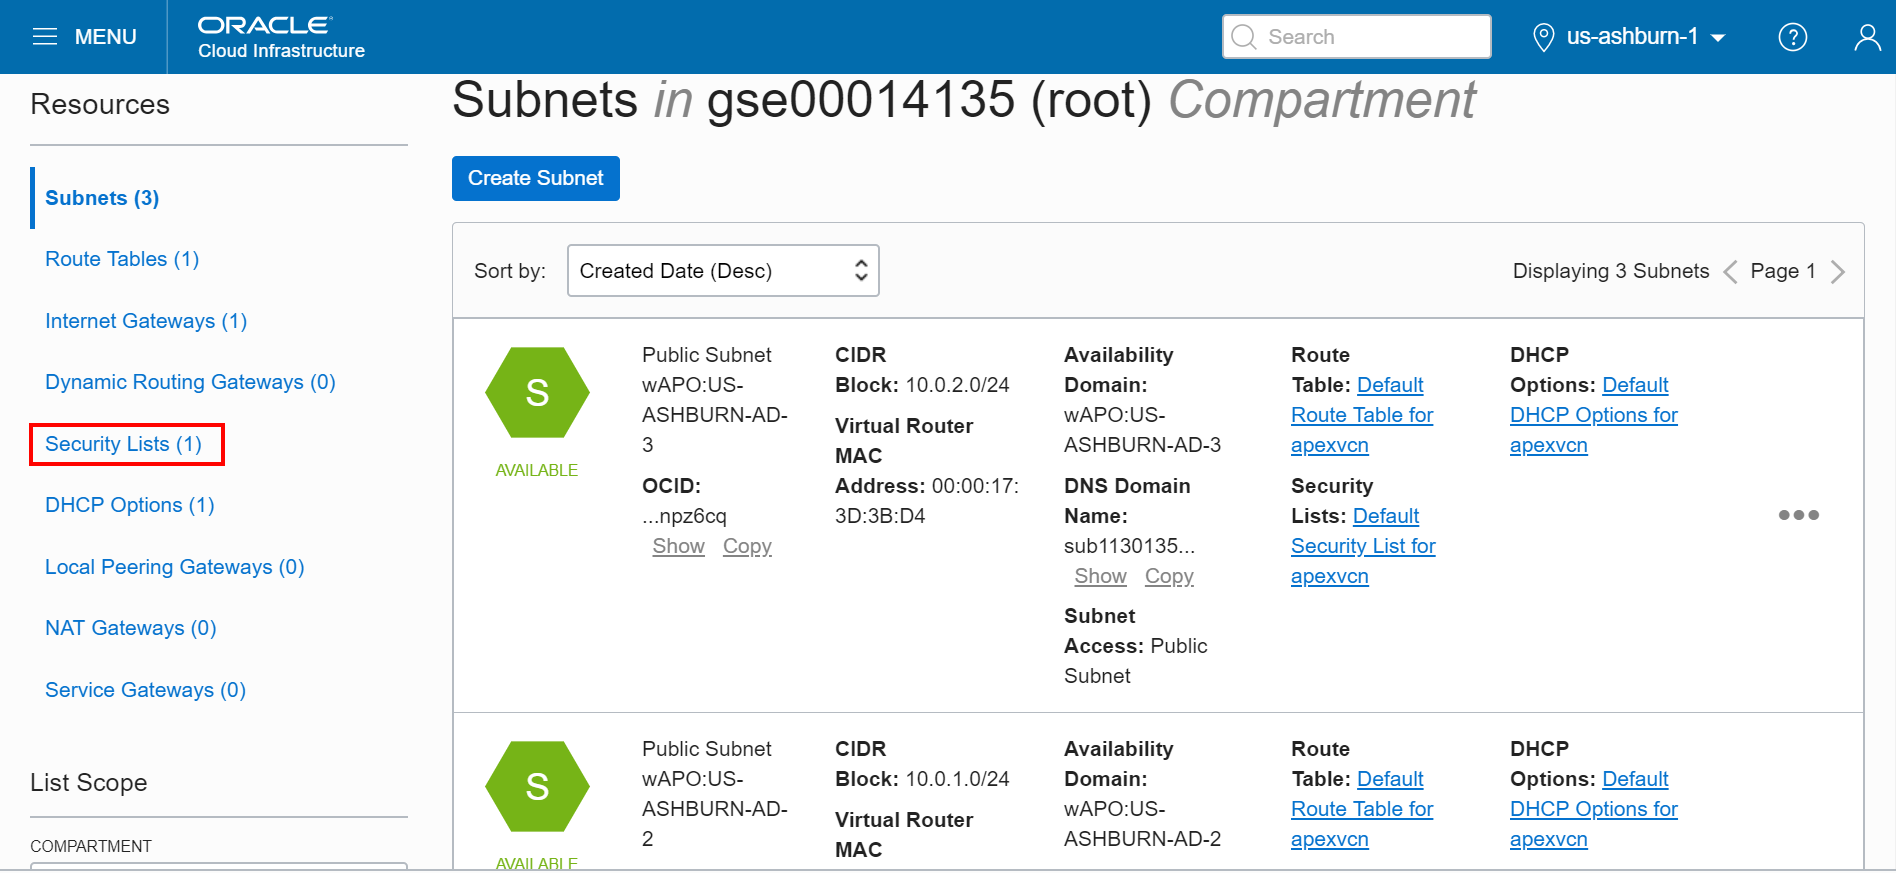 MENU
ORACLE
Cloud Infrastructure
Search
us-ashburn-1
?
Resources
Subnets (3)
Route Tables (1)
Internet Gateways (1)
Dynamic Routing Gateways (0)
Security Lists (1)
DHCP Options (1)
Local Peering Gateways (0)
NAT Gateways (0)
Service Gateways (0)
List Scope
COMPARTMENT
Subnets in gse00014135 (root) Compartment
Create Subnet
Sort by: Created Date (Desc)
Displaying 3 Subnets Page 1
S
AVAILABLE
Public Subnet
wAPO:US-
ASHBURN-AD-
3
OCID:
...npz6cq
Show Copy
CIDR
Block: 10.0.2.0/24
Virtual Router
MAC
Address: 00:00:17:
3D:3B:D4
Availability
Domain:
wAPO:US-
ASHBURN-AD-3
DNS Domain
Name:
sub1130135...
Show Copy
Subnet
Access: Public
Subnet
Route
Table: Default
Route Table for
apexvcn
Security
Lists: Default
Security List for
apexvcn
DHCP
Options: Default
DHCP Options for
apexvcn
S
AVAILABLE
Public Subnet
wAPO:US-
ASHBURN-AD-
2
CIDR
Block: 10.0.1.0/24
Virtual Router
MAC
Availability
Domain:
wAPO:US-
ASHBURN-AD-2
Route
Table: Default
Route Table for
apexvcn
DHCP
Options: Default
DHCP Options for
apexvcn